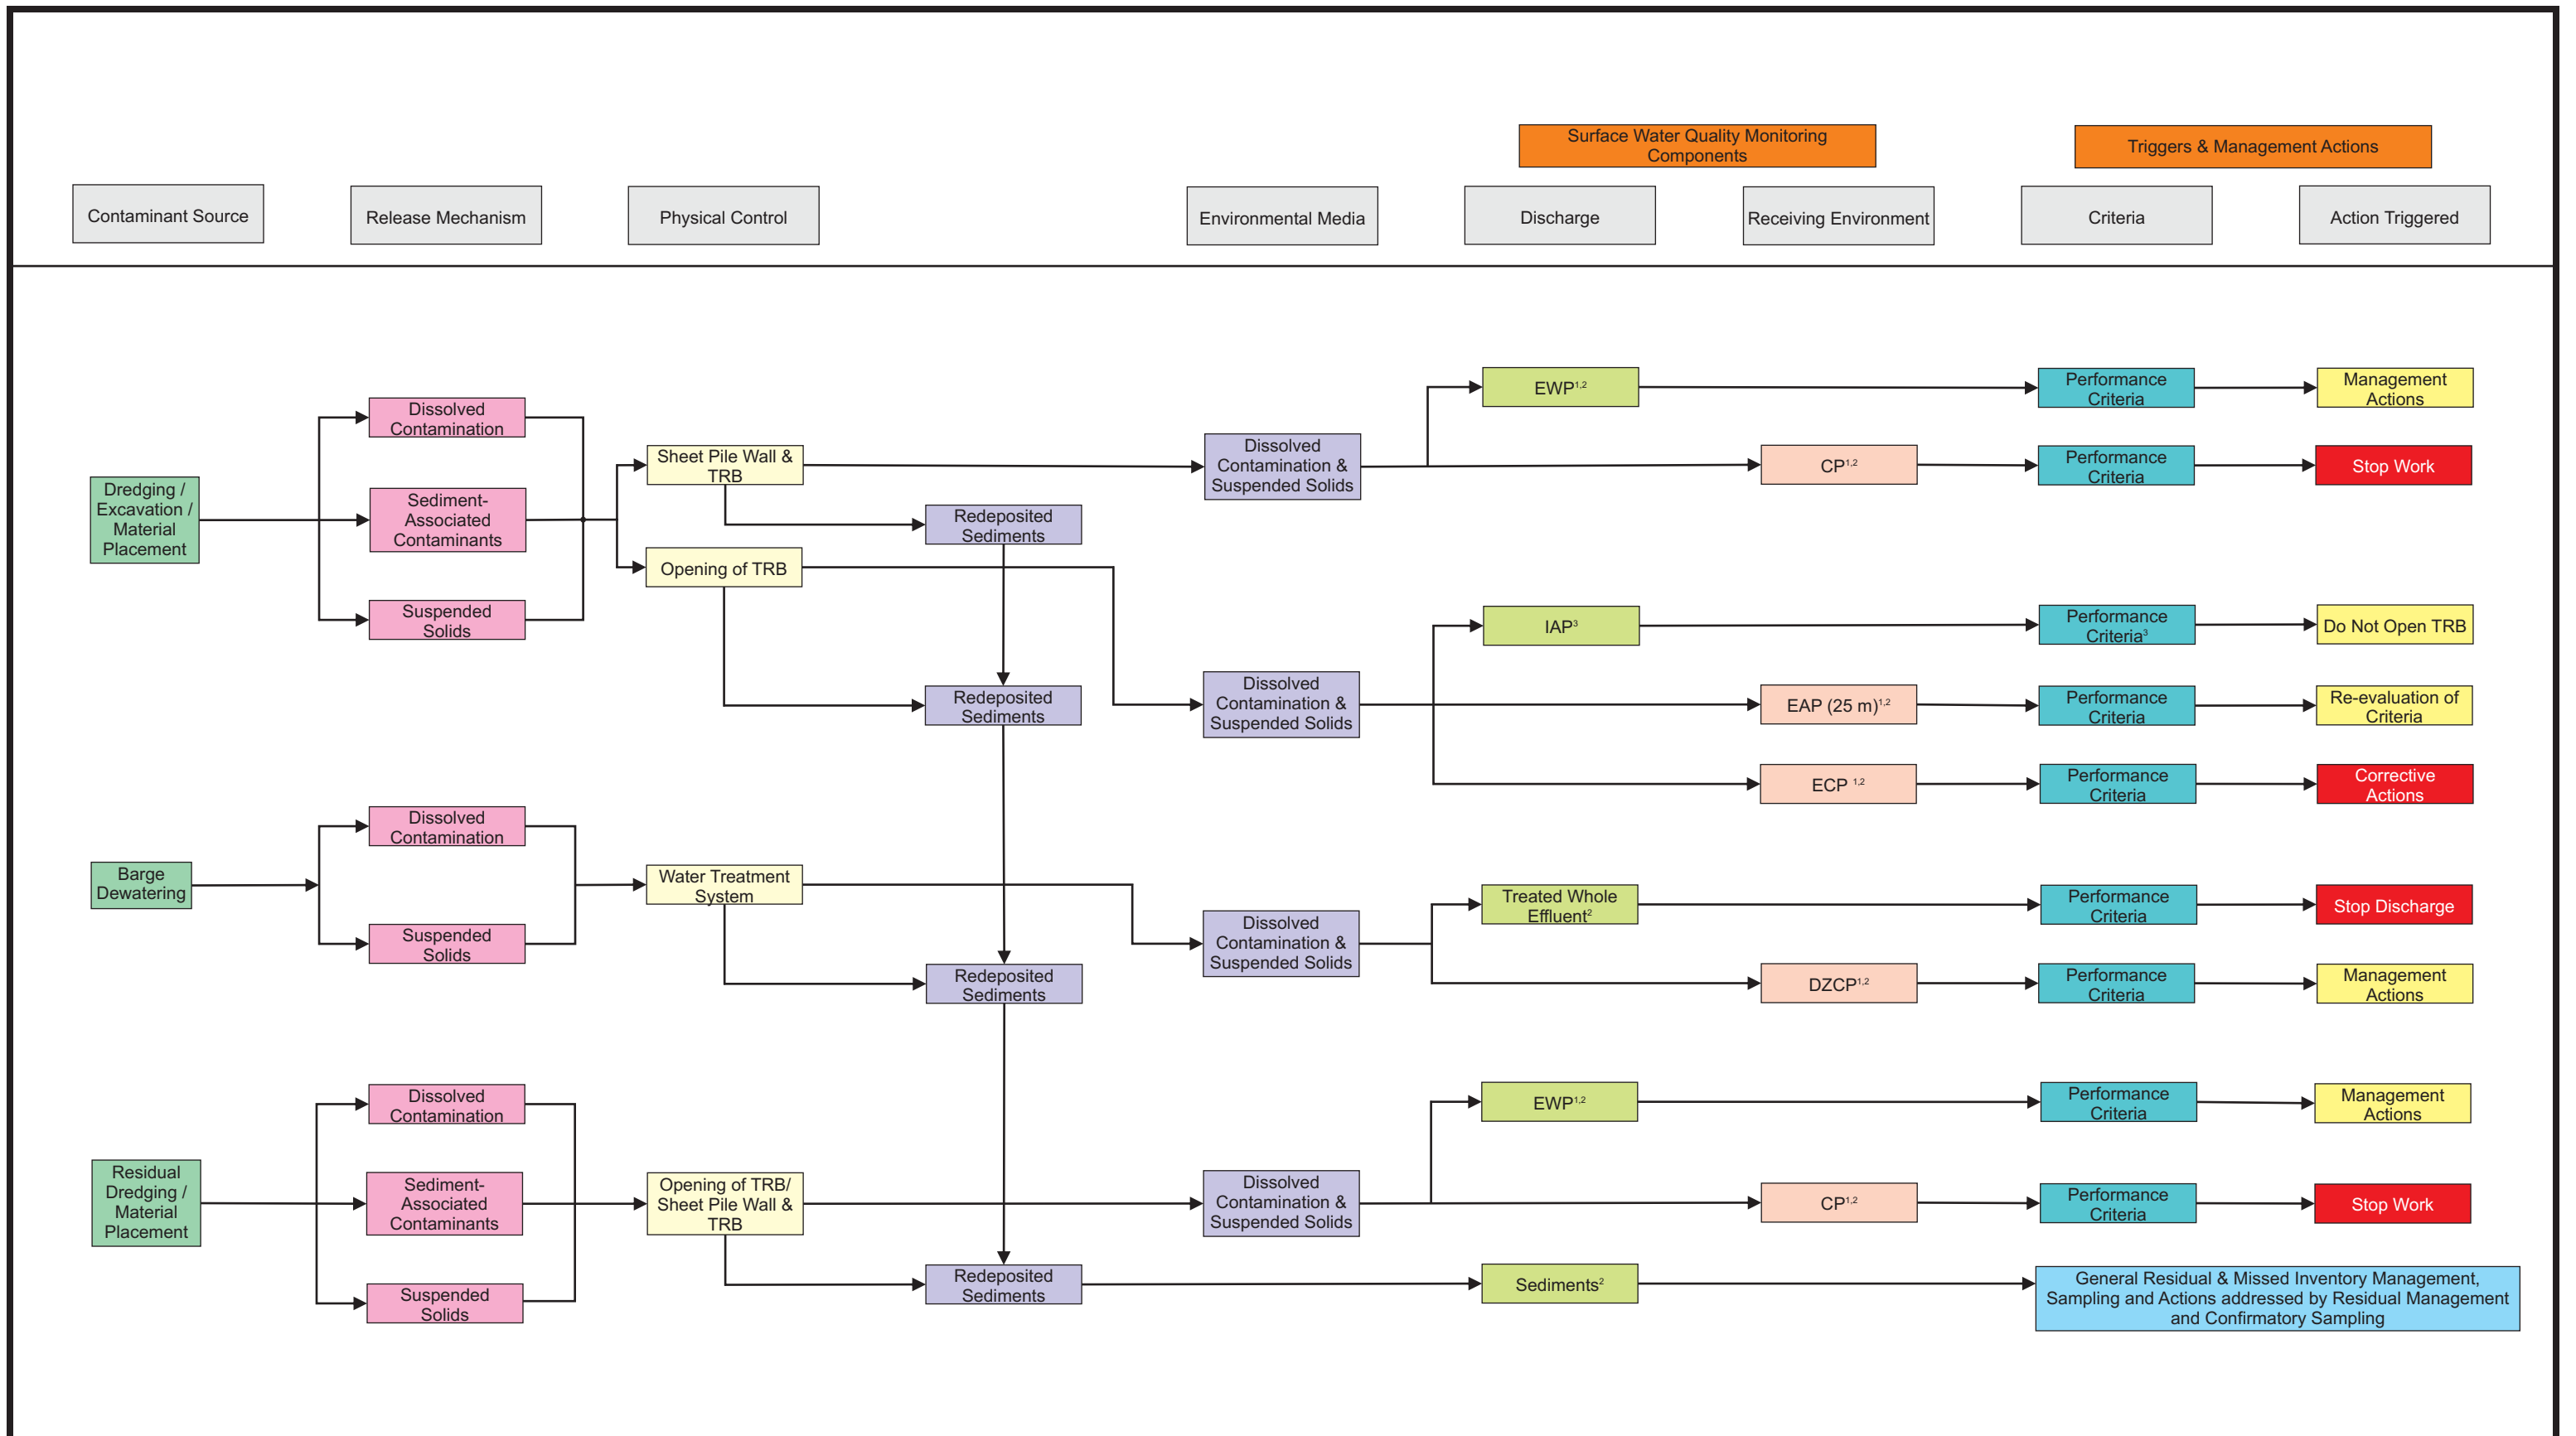 Surface Water Quality Monitoring
Components
Triggers & Management Actions
Contaminant Source
Release Mechanism
Physical Control
Environmental Media
Discharge
Receiving Environment
Criteria
Action Triggered
Dredging /
Excavation /
Material
Placement
Dissolved
Contamination
Sediment-
Associated
Contaminants
Suspended
Solids
Sheet Pile Wall &
TRB
Opening of TRB
Redeposited
Sediments
Redeposited
Sediments
Dissolved
Contamination &
Suspended Solids
EWP1,2
Performance
Criteria
Management
Actions
CP1,2
Performance
Criteria
Stop Work
Dissolved
Contamination &
Suspended Solids
IAP3
Performance
Criteria3
Do Not Open TRB
EAP (25 m)1,2
Performance
Criteria
Re-evaluation of
Criteria
ECP 1,2
Performance
Criteria
Corrective
Actions
Barge
Dewatering
Dissolved
Contamination
Suspended
Solids
Water Treatment
System
Redeposited
Sediments
Dissolved
Contamination &
Suspended Solids
Treated Whole
Effluent2
Performance
Criteria
Stop Discharge
DZCP1,2
Performance
Criteria
Management
Actions
Residual
Dredging /
Material
Placement
Dissolved
Contamination
Sediment-
Associated
Contaminants
Suspended
Solids
Opening of TRB/
Sheet Pile Wall &
TRB
Redeposited
Sediments
Dissolved
Contamination &
Suspended Solids
EWP1,2
Performance
Criteria
Management
Actions
CP1,2
Performance
Criteria
Stop Work
Sediments2
General Residual & Missed Inventory Management,
Sampling and Actions addressed by Residual Management
and Confirmatory Sampling